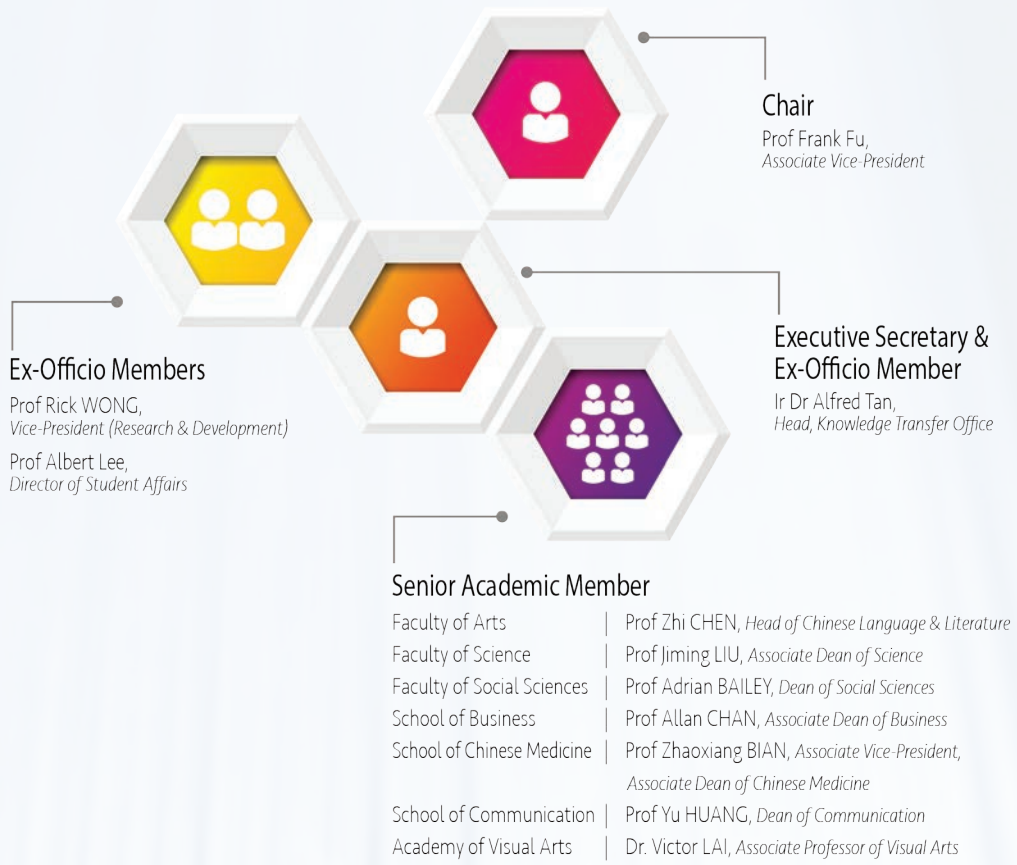 Chair
Prof Frank Fu,
Associate Vice-President
Ex-Officio Members
Prof Rick WONG,
Vice-President (Research & Development)
Prof Albert Lee,
Director of Student Affairs
Executive Secretary &
Ex-Officio Member
Ir Dr Alfred Tan,
Head, Knowledge Transfer Office
Senior Academic Member
Faculty of Arts | Prof Zhi CHEN, Head of Chinese Language & Literature
Faculty of Science | Prof Jiming LIU, Associate Dean of Science
Faculty of Social Sciences | Prof Adrian BAILEY, Dean of Social Sciences
School of Business | Prof Allan CHAN, Associate Dean of Business
School of Chinese Medicine | Prof Zhaoxiang BIAN, Associate Vice-President,
Associate Dean of Chinese Medicine
School of Communication | Prof Yu HUANG, Dean of Communication
Academy of Visual Arts | Dr. Victor LAI, Associate Professor of Visual Arts